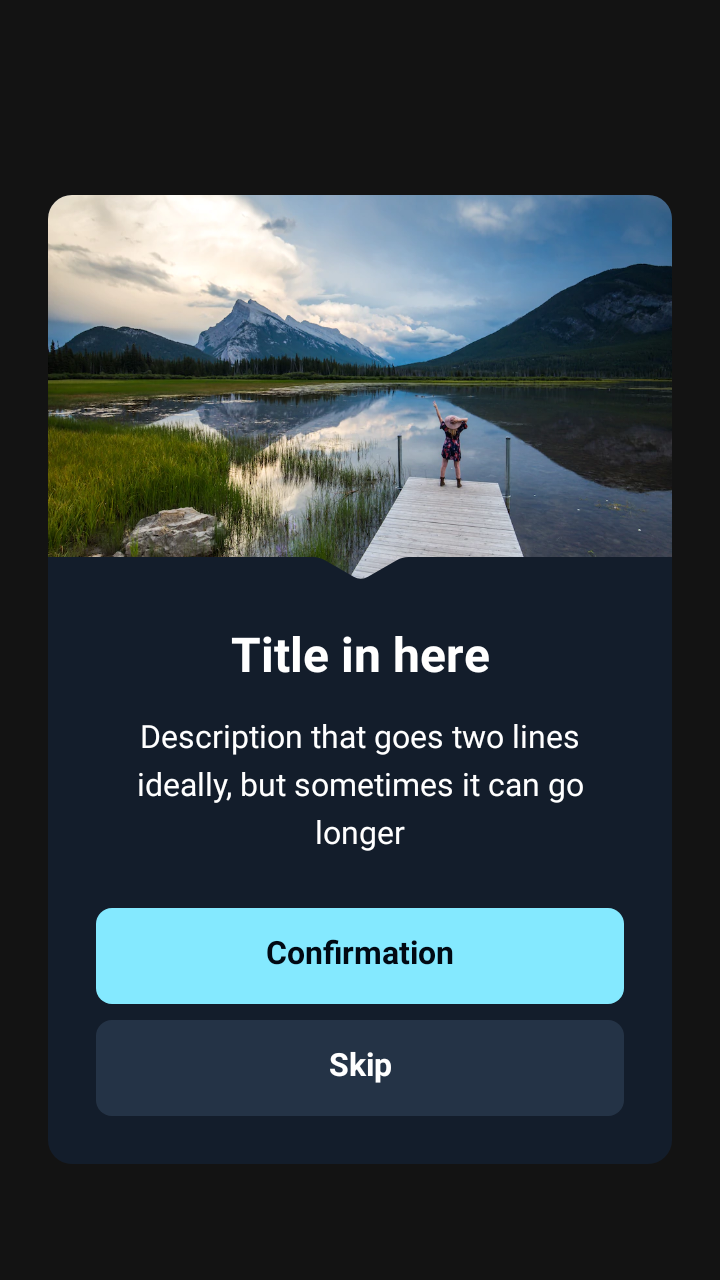 Title in here
Description that goes two lines
ideally, but sometimes it can go
longer
Confirmation
Skip